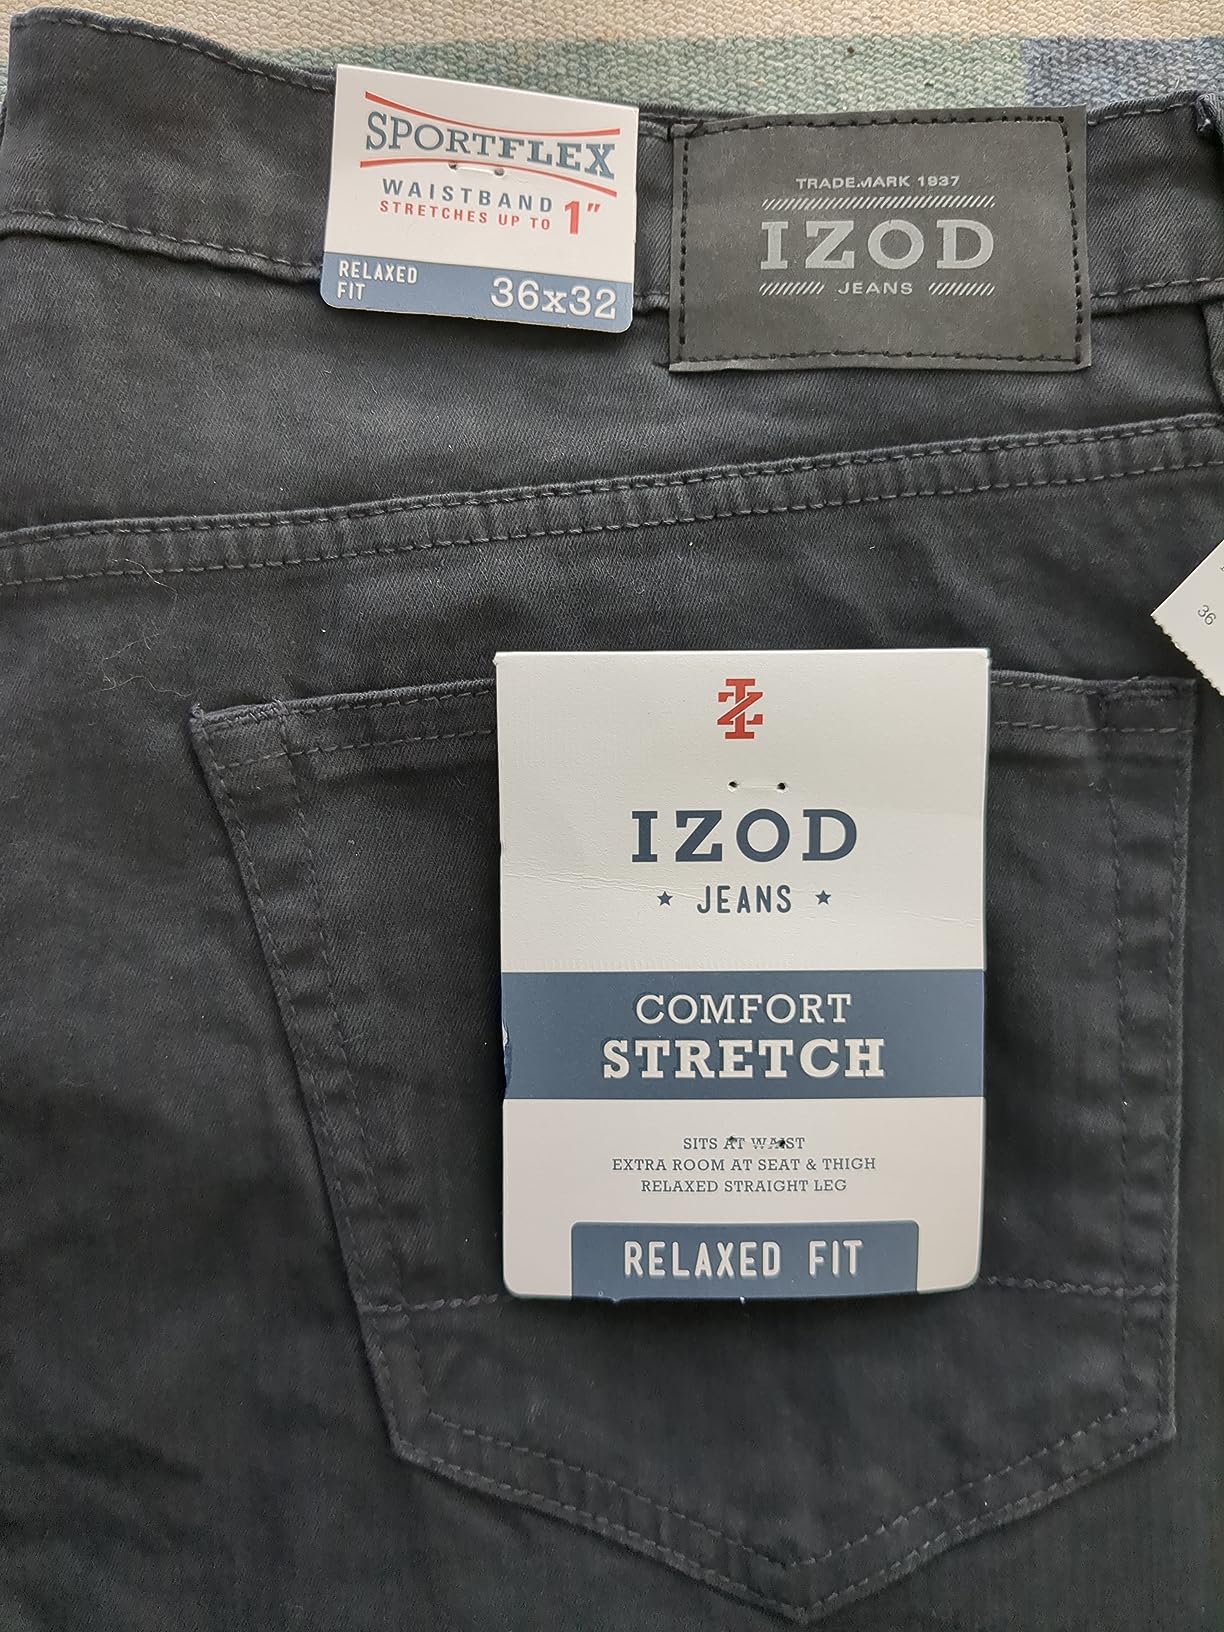 SPORTFLEX
WAISTBAND
STRETCHES UP TO 1"
RELAXED
FIT
36x32
TRADEMARK 1937
IZOD
JEANS
36
IZOD
★ JEANS ★
COMFORT
STRETCH
SITS AT WAIST
EXTRA ROOM AT SEAT & THIGH
RELAXED STRAIGHT LEG
RELAXED FIT